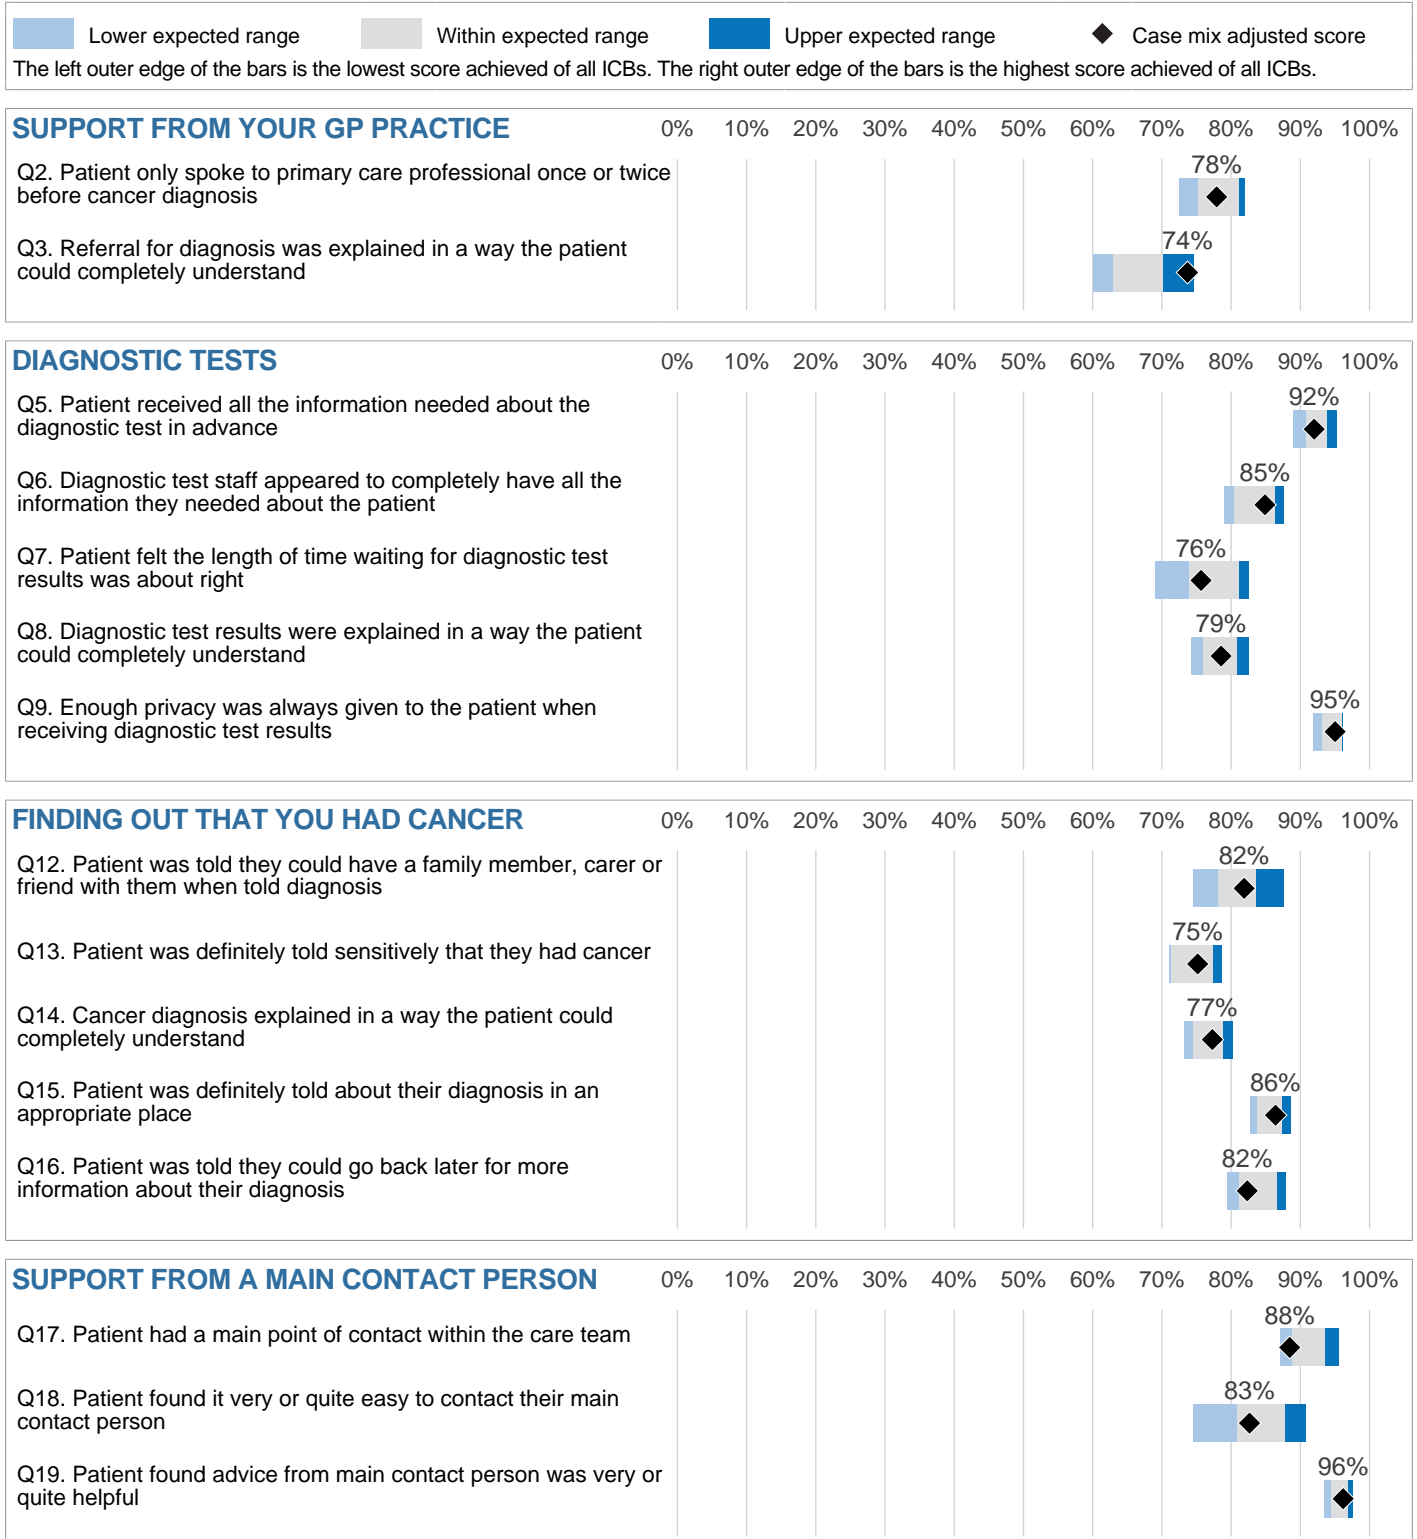 Lower expected range Within expected range Upper expected range Case mix adjusted score
The left outer edge of the bars is the lowest score achieved of all ICBs. The right outer edge of the bars is the highest score achieved of all ICBs.
SUPPORT FROM YOUR GP PRACTICE 0% 10% 20% 30% 40% 50% 60% 70% 80% 90% 100%
78%
Q2. Patient only spoke to primary care professional once or twice
before cancer diagnosis
74%
Q3. Referral for diagnosis was explained in a way the patient
could completely understand
DIAGNOSTIC TESTS 0% 10% 20% 30% 40% 50% 60% 70% 80% 90% 100%
92%
Q5. Patient received all the information needed about the
diagnostic test in advance
85%
Q6. Diagnostic test staff appeared to completely have all the
information they needed about the patient
76%
Q7. Patient felt the length of time waiting for diagnostic test
results was about right
79%
Q8. Diagnostic test results were explained in a way the patient
could completely understand
95%
Q9. Enough privacy was always given to the patient when
receiving diagnostic test results
FINDING OUT THAT YOU HAD CANCER 0% 10% 20% 30% 40% 50% 60% 70% 80% 90% 100%
82%
Q12. Patient was told they could have a family member, carer or
friend with them when told diagnosis
75%
Q13. Patient was definitely told sensitively that they had cancer
77%
Q14. Cancer diagnosis explained in a way the patient could
completely understand
86%
Q15. Patient was definitely told about their diagnosis in an
appropriate place
82%
Q16. Patient was told they could go back later for more
information about their diagnosis
SUPPORT FROM A MAIN CONTACT PERSON 0% 10% 20% 30% 40% 50% 60% 70% 80% 90% 100%
88%
Q17. Patient had a main point of contact within the care team
83%
Q18. Patient found it very or quite easy to contact their main
contact person
96%
Q19. Patient found advice from main contact person was very or
quite helpful